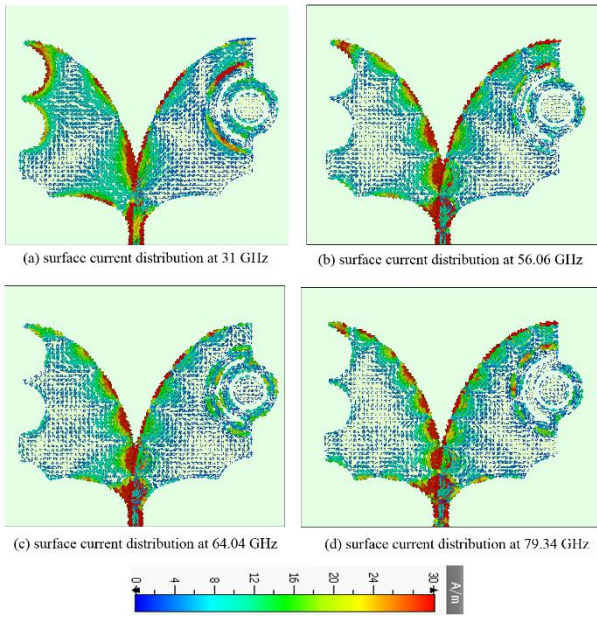 (a) surface current distribution at 31 GHz
(b) surface current distribution at 56.06 GHz
(c) surface current distribution at 64.04 GHz
(d) surface current distribution at 79.34 GHz
0 4 8 12 16 20 24 30
A/m